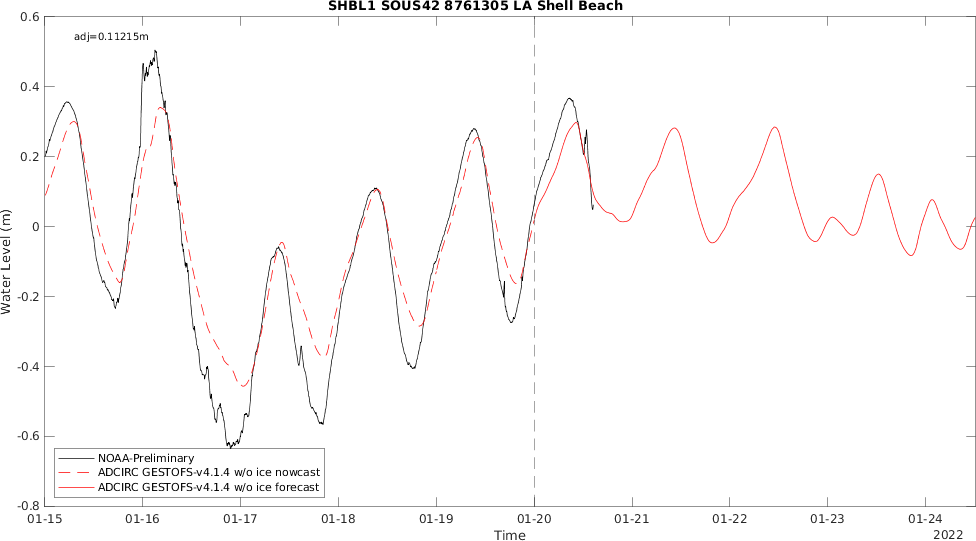 SHBL1 SOUS42 8761305 LA Shell Beach
adj=0.11215m
0.6
0.4
0.2
0
-0.2
-0.4
-0.6
-0.8
Water Level (m)
NOAA-Preliminary
ADCIRC GESTOFS-v4.1.4 w/o ice nowcast
ADCIRC GESTOFS-v4.1.4 w/o ice forecast
01-15 01-16 01-17 01-18 01-19 01-20 01-21 01-22 01-23 01-24
Time
2022